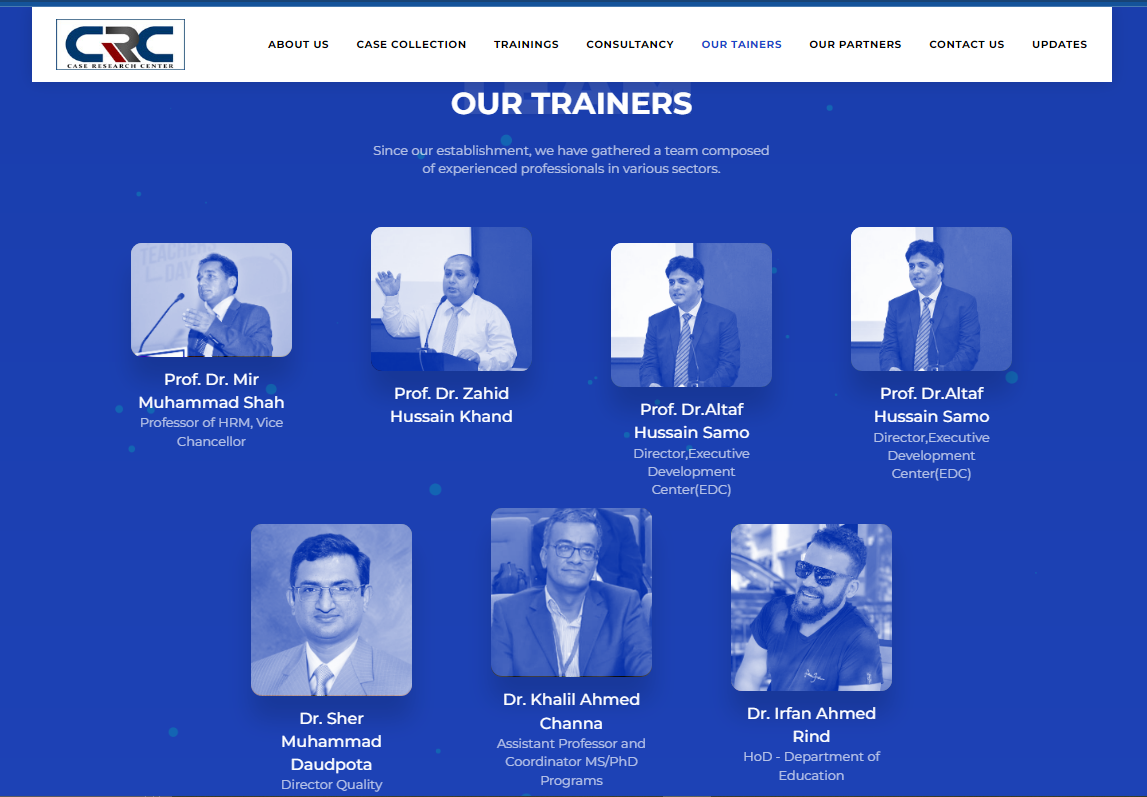 CRC
CASE RESEARCH CENTER
ABOUT US
CASE COLLECTION
TRAININGS
CONSULTANCY
OUR TAINERS
OUR PARTNERS
CONTACT US
UPDATES
OUR TRAINERS
Since our establishment, we have gathered a team composed
of experienced professionals in various sectors.
TEACHERS
DAY
Prof. Dr. Mir
Muhammad Shah
Professor of HRM, Vice
Chancellor
Prof. Dr. Zahid
Hussain Khand
Prof. Dr.Altaf
Hussain Samo
Director,Executive
Development
Center(EDC)
Prof. Dr.Altaf
Hussain Samo
Director,Executive
Development
Center(EDC)
Dr. Sher
Muhammad
Daudpota
Director Quality
Dr. Khalil Ahmed
Channa
Assistant Professor and
Coordinator MS/PhD
Programs
Dr. Irfan Ahmed
Rind
HoD - Department of
Education